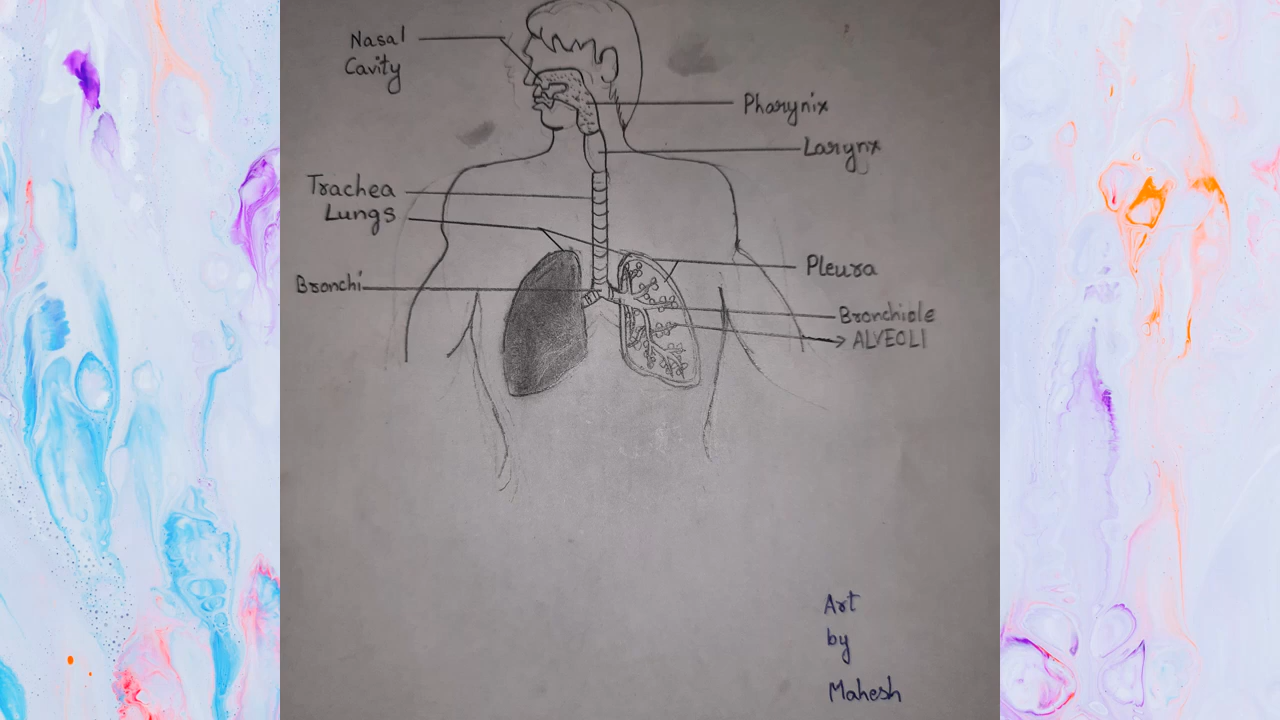 Nasal
Cavity
Pharynix
Larynx
Trachea
Lungs
Pleura
Bronchi
Bronchiole
ALVEOLI
Art
by
Mahesh